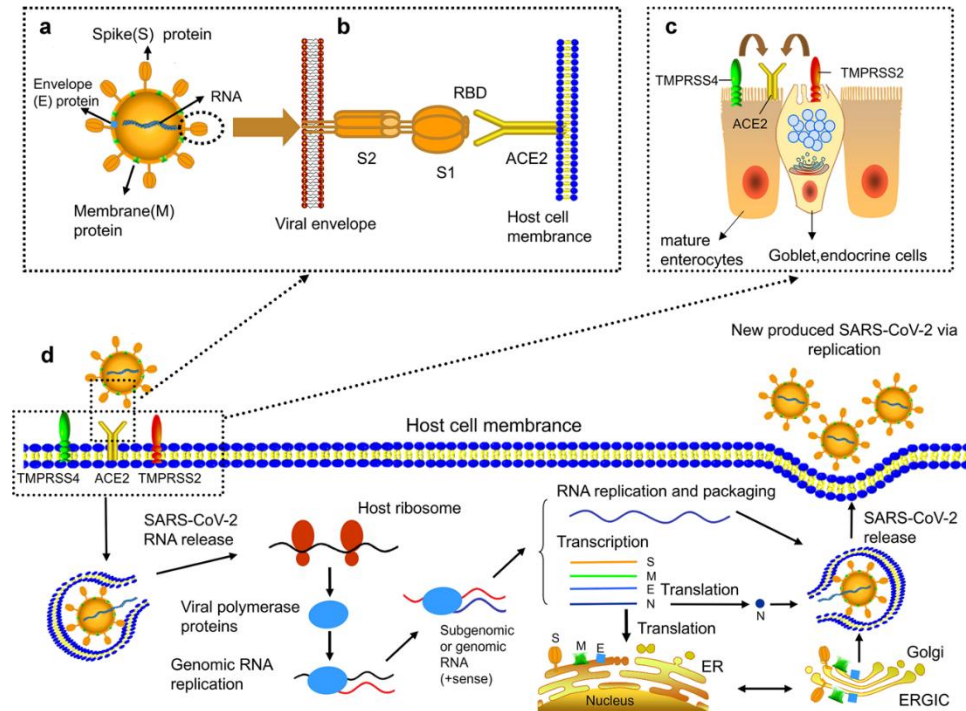 a
Spike(S) protein
Envelope
(E) protein
RNA
Membrane(M)
protein
b
RBD
S2
S1
ACE2
Viral envelope
Host cell
membrance
c
TMPRSS4
TMPRSS2
ACE2
mature
enterocytes
Goblet,endocrine cells
d
New produced SARS-CoV-2 via
replication
Host cell membrance
TMPRSS4
ACE2
TMPRSS2
SARS-CoV-2
RNA release
Host ribosome
Viral polymerase
proteins
Genomic RNA
replication
Subgenomic
or genomic
RNA
(+sense)
RNA replication and packaging
Transcription
S
M
E
N
Translation
N
Translation
SARS-CoV-2
release
S
M
E
ER
Nucleus
Golgi
ERGIC